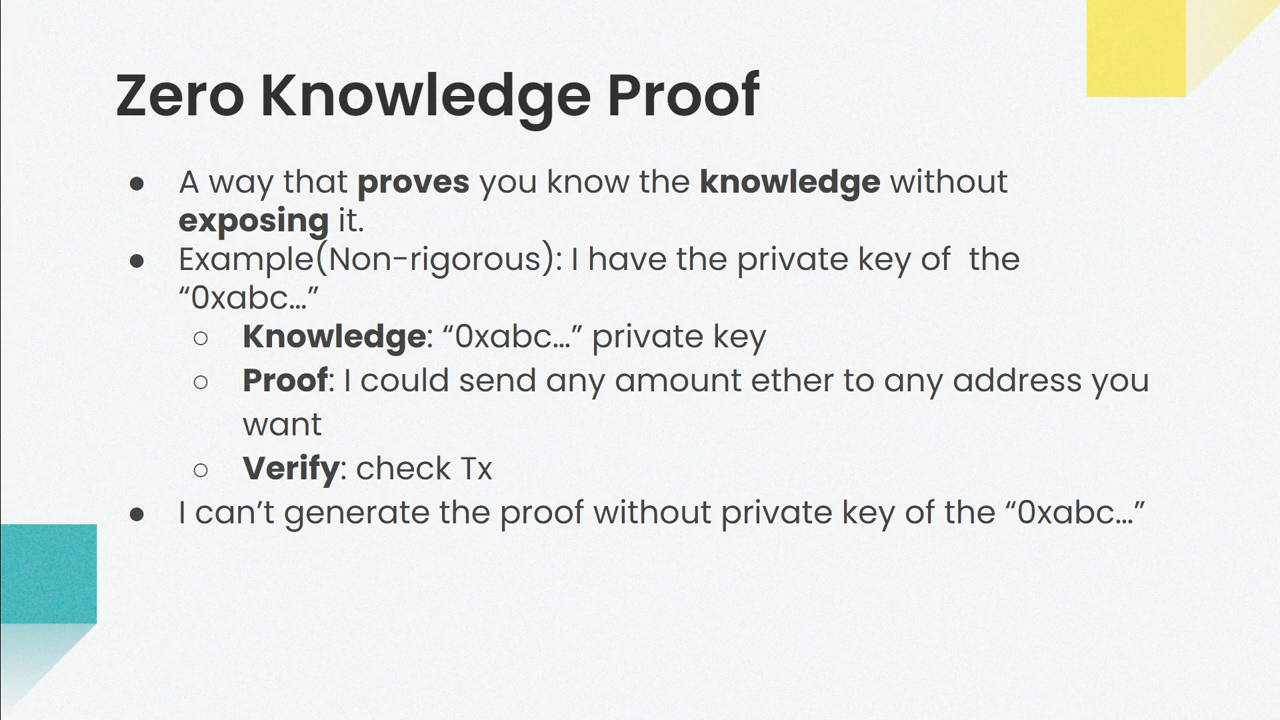 Zero Knowledge Proof
● A way that proves you know the knowledge without
exposing it.
● Example(Non-rigorous): I have the private key of  the
“0xabc…”
○ Knowledge: “0xabc…” private key
○ Proof: I could send any amount ether to any address you
want
○ Verify: check Tx
● I can’t generate the proof without private key of the “0xabc…”